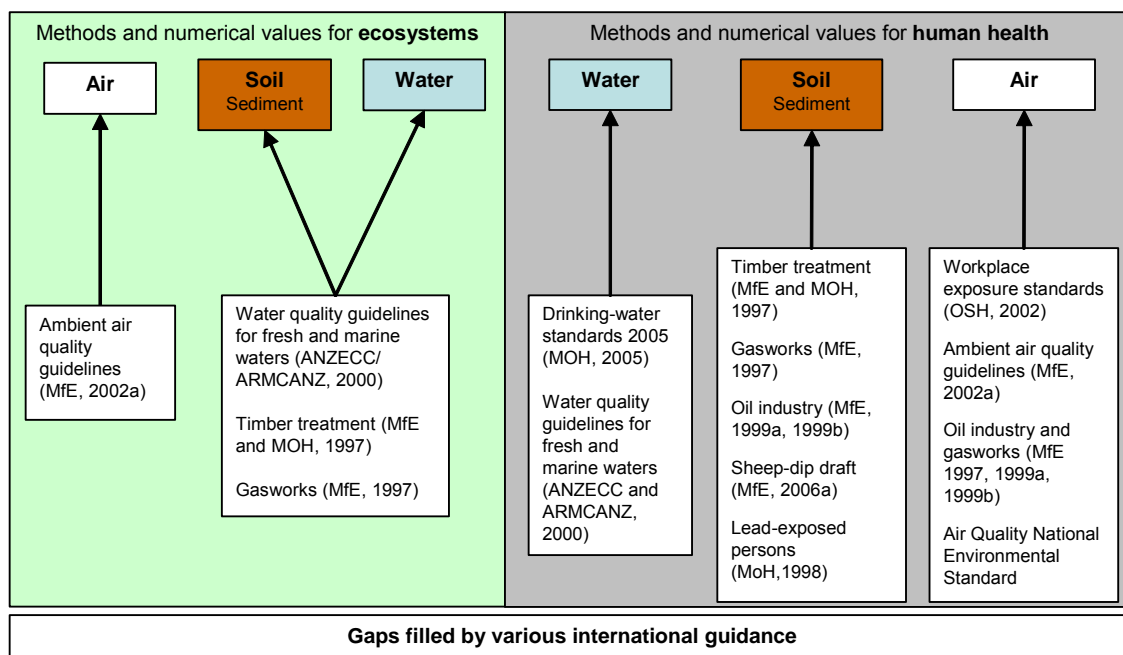 Methods and numerical values for ecosystems
Air
Soil
Sediment
Water
Ambient air
quality
guidelines
(MfE, 2002a)
Water quality guidelines
for fresh and marine
waters (ANZECC/
ARMCANZ, 2000)
Timber treatment (MfE
and MOH, 1997)
Gasworks (MfE, 1997)
Methods and numerical values for human health
Water
Soil
Sediment
Air
Drinking-water
standards 2005
(MOH, 2005)
Water quality
guidelines for
fresh and
marine waters
(ANZECC and
ARMCANZ,
2000)
Timber treatment
(MfE and MOH,
1997)
Gasworks (MfE,
1997)
Oil industry (MfE,
1999a, 1999b)
Sheep-dip draft
(MfE, 2006a)
Lead-exposed
persons
(MoH,1998)
Workplace
exposure standards
(OSH, 2002)
Ambient air quality
guidelines (MfE,
2002a)
Oil industry and
gasworks (MfE
1997, 1999a,
1999b)
Air Quality National
Environmental
Standard
Gaps filled by various international guidance